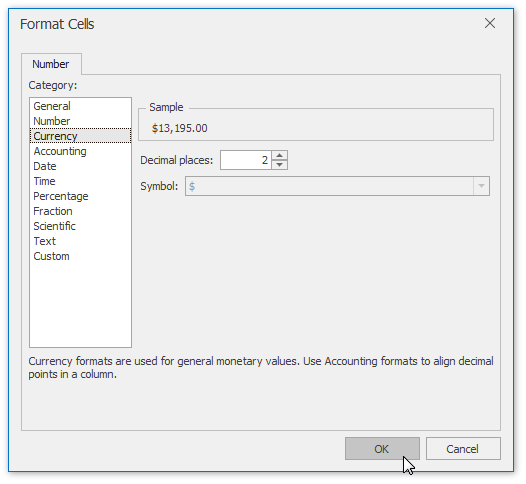 Format Cells
Number
Category:
General
Number
Currency
Accounting
Date
Time
Percentage
Fraction
Scientific
Text
Custom
Sample
$13,195.00
Decimal places: 2
Symbol: $
Currency formats are used for general monetary values. Use Accounting formats to align decimal
points in a column.
OK
Cancel